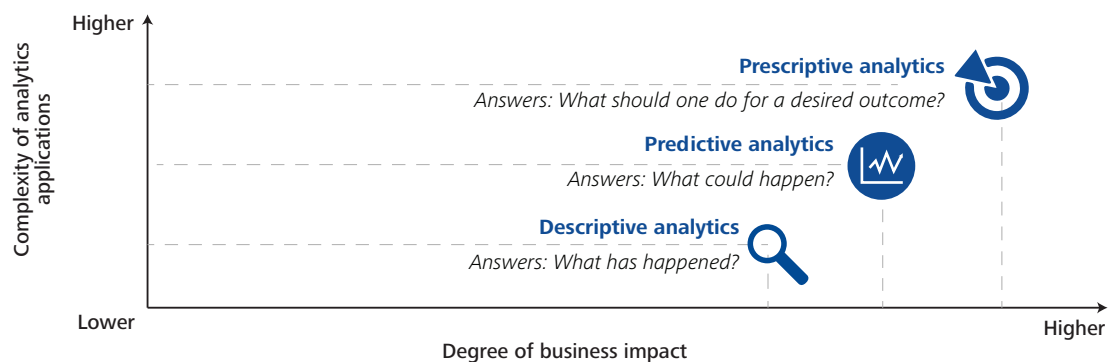 Higher
Complexity of analytics
applications
Prescriptive analytics
Answers: What should one do for a desired outcome?
Predictive analytics
Answers: What could happen?
Descriptive analytics
Answers: What has happened?
Lower
Higher
Degree of business impact